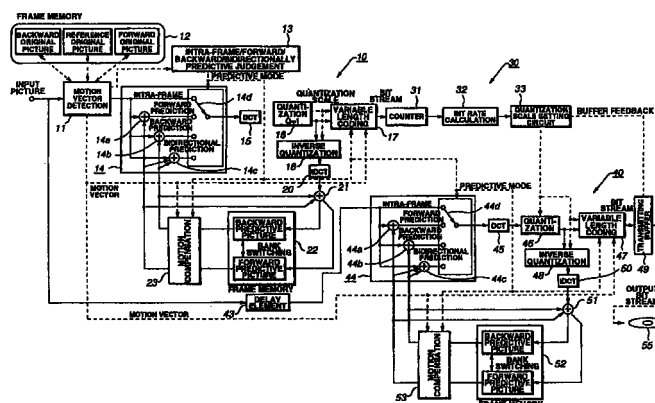 FRAME MEMORY
BACKWARD ORIGINAL PICTURE
REFERENCE ORIGINAL PICTURE
FORWARD ORIGINAL PICTURE
12
INPUT PICTURE
MOTION VECTOR DETECTION
11
13
INTRA-FRAME/FORWARD/
BACKWARD/BIDIRECTIONALLY
PREDICTIVE JUDGEMENT
PREDICTIVE MODE
INTRA-FRAME
FORWARD PREDICTION
BACKWARD PREDICTION
BIDIRECTIONAL PREDICTION
14a
14b
14c
14d
14
DCT
15
10
QUANTIZATION SCALE
QUANTI-
ZATION
Q=1
16
VARIABLE
LENGTH
CODING
17
BIT STREAM
INVERSE
QUANTIZATION
18
IDCT
20
21
31
COUNTER
30
32
BIT RATE
CALCULATION
33
QUANTIZATION
SCALE SETTING
CIRCUIT
BUFFER FEEDBACK
MOTION VECTOR
MOTION
COMPENSATION
23
BACKWARD
PREDICTIVE
PICTURE
BANK
SWITCHING
FORWARD
PREDICTIVE
PICTURE
22
FRAME MEMORY
DELAY
ELEMENT
43
MOTION VECTOR
PREDICTIVE MODE
INTRA-FRAME
FORWARD PREDICTION
BACKWARD PREDICTION
BIDIRECTIONAL PREDICTION
44a
44b
44c
44d
44
DCT
45
40
QUANTI-
ZATION
46
BIT STREAM
VARIABLE
LENGTH
CODING
47
TRANSMITTING
BUFFER
49
INVERSE
QUANTIZATION
48
IDCT
50
51
OUTPUT
BIT
STREAM
55
MOTION
COMPENSATION
53
BACKWARD
PREDICTIVE
PICTURE
BANK
SWITCHING
FORWARD
PREDICTIVE
PICTURE
52